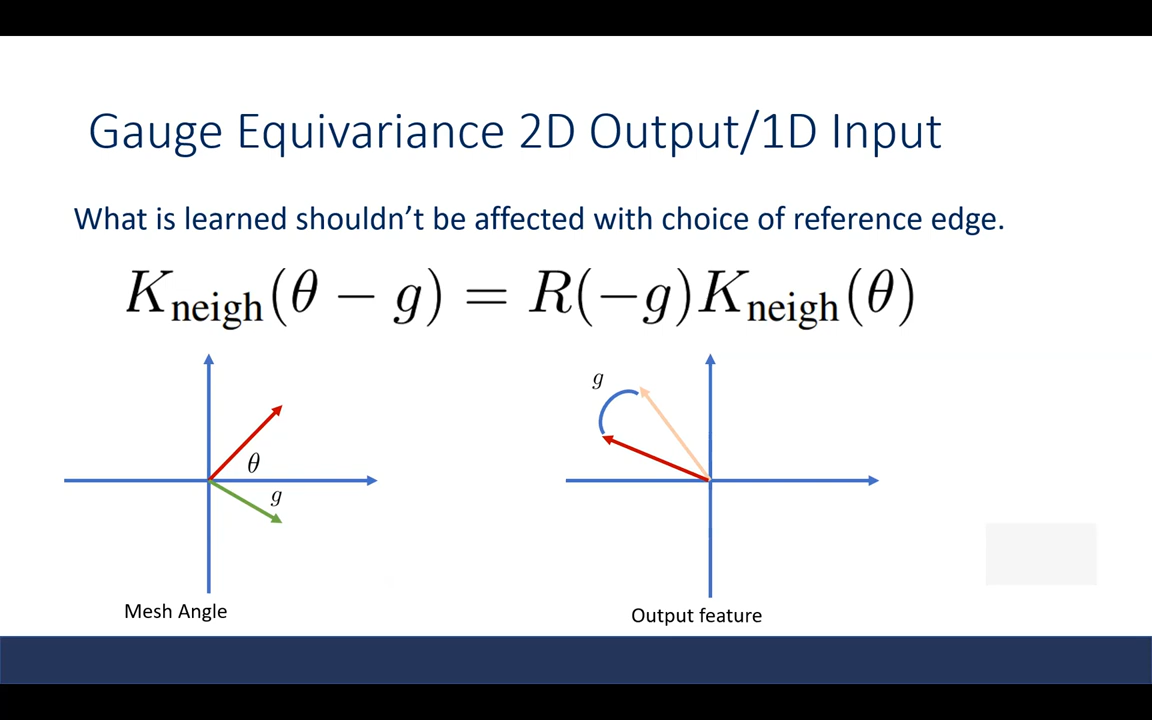 Gauge Equivariance 2D Output/1D Input
What is learned shouldn't be affected with choice of reference edge.
K_neigh(θ − g) = R(−g)K_neigh(θ)
θ
g
Mesh Angle
g
Output feature